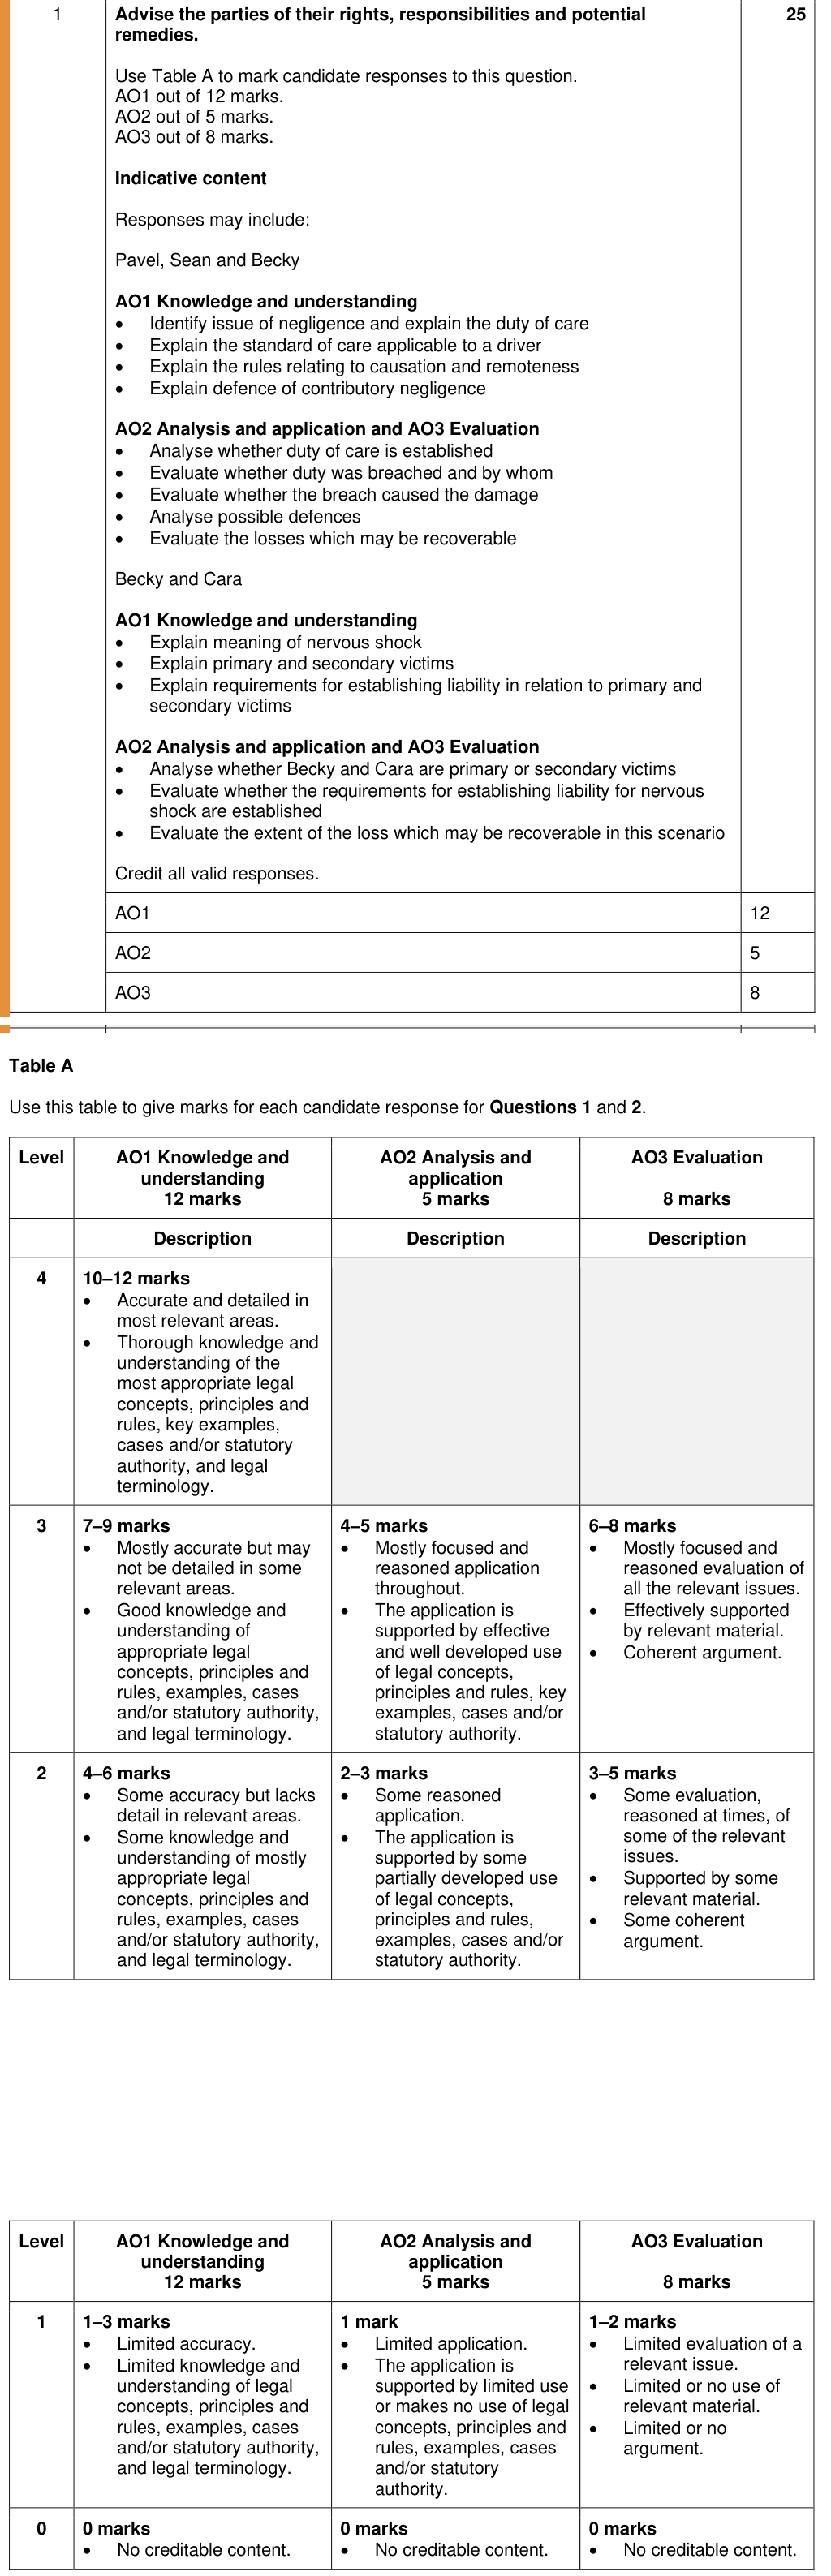 1
Advise the parties of their rights, responsibilities and potential
remedies.
25
Use Table A to mark candidate responses to this question.
AO1 out of 12 marks.
AO2 out of 5 marks.
AO3 out of 8 marks.
Indicative content
Responses may include:
Pavel, Sean and Becky
AO1 Knowledge and understanding
• Identify issue of negligence and explain the duty of care
• Explain the standard of care applicable to a driver
• Explain the rules relating to causation and remoteness
• Explain defence of contributory negligence
AO2 Analysis and application and AO3 Evaluation
• Analyse whether duty of care is established
• Evaluate whether duty was breached and by whom
• Evaluate whether the breach caused the damage
• Analyse possible defences
• Evaluate the losses which may be recoverable
Becky and Cara
AO1 Knowledge and understanding
• Explain meaning of nervous shock
• Explain primary and secondary victims
• Explain requirements for establishing liability in relation to primary and
secondary victims
AO2 Analysis and application and AO3 Evaluation
• Analyse whether Becky and Cara are primary or secondary victims
• Evaluate whether the requirements for establishing liability for nervous
shock are established
• Evaluate the extent of the loss which may be recoverable in this scenario
Credit all valid responses.
AO1 12
AO2 5
AO3 8
Table A
Use this table to give marks for each candidate response for Questions 1 and 2.
Level
AO1 Knowledge and
understanding
12 marks
AO2 Analysis and
application
5 marks
AO3 Evaluation
8 marks
Description
Description
Description
4
10–12 marks
• Accurate and detailed in
most relevant areas.
• Thorough knowledge and
understanding of the
most appropriate legal
concepts, principles and
rules, key examples,
cases and/or statutory
authority, and legal
terminology.
3
7–9 marks
• Mostly accurate but may
not be detailed in some
relevant areas.
• Good knowledge and
understanding of
appropriate legal
concepts, principles and
rules, examples, cases
and/or statutory authority,
and legal terminology.
4–5 marks
• Mostly focused and
reasoned application
throughout.
• The application is
supported by effective
and well developed use
of legal concepts,
principles and rules, key
examples, cases and/or
statutory authority.
6–8 marks
• Mostly focused and
reasoned evaluation of
all the relevant issues.
• Effectively supported
by relevant material.
• Coherent argument.
2
4–6 marks
• Some accuracy but lacks
detail in relevant areas.
• Some knowledge and
understanding of mostly
appropriate legal
concepts, principles and
rules, examples, cases
and/or statutory authority,
and legal terminology.
2–3 marks
• Some reasoned
application.
• The application is
supported by some
partially developed use
of legal concepts,
principles and rules,
examples, cases and/or
statutory authority.
3–5 marks
• Some evaluation,
reasoned at times, of
some of the relevant
issues.
• Supported by some
relevant material.
• Some coherent
argument.
Level
AO1 Knowledge and
understanding
12 marks
AO2 Analysis and
application
5 marks
AO3 Evaluation
8 marks
1
1–3 marks
• Limited accuracy.
• Limited knowledge and
understanding of legal
concepts, principles and
rules, examples, cases
and/or statutory authority,
and legal terminology.
1 mark
• Limited application.
• The application is
supported by limited use
or makes no use of legal
concepts, principles and
rules, examples, cases
and/or statutory
authority.
1–2 marks
• Limited evaluation of a
relevant issue.
• Limited or no use of
relevant material.
• Limited or no
argument.
0
0 marks
• No creditable content.
0 marks
• No creditable content.
0 marks
• No creditable content.